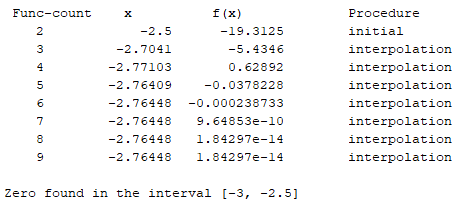 Func-count x f(x) Procedure
2 -2.5 -19.3125 initial
3 -2.7041 -5.4346 interpolation
4 -2.77103 0.62892 interpolation
5 -2.76409 -0.0378228 interpolation
6 -2.76448 -0.000238733 interpolation
7 -2.76448 9.64853e-10 interpolation
8 -2.76448 1.84297e-14 interpolation
9 -2.76448 1.84297e-14 interpolation
Zero found in the interval [-3, -2.5]